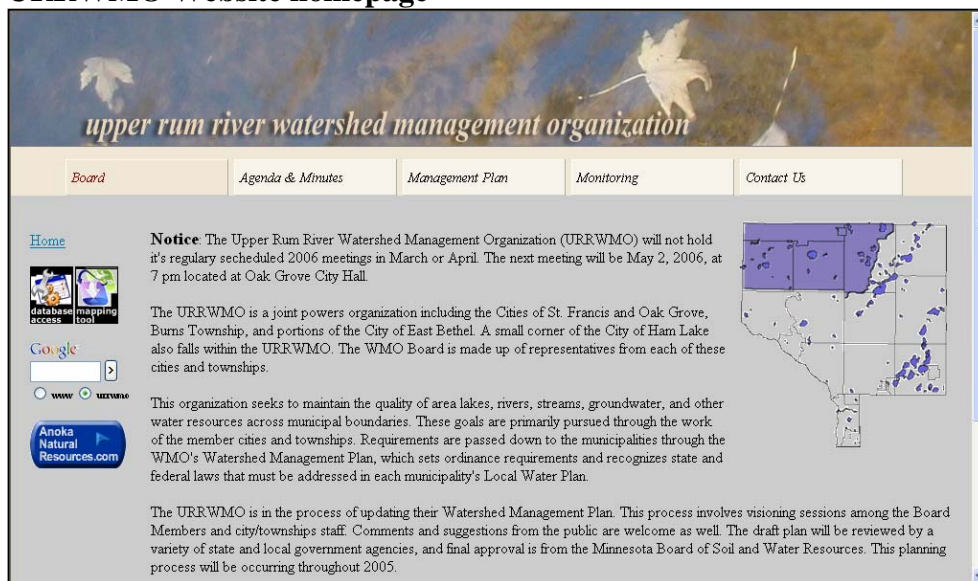 URRWMO Website homepage
upper rum river watershed management organization
Board
Agenda & Minutes
Management Plan
Monitoring
Contact Us
Home
database access
mapping tool
Google
www
urrwmo
Anoka
Natural
Resources.com
Notice: The Upper Rum River Watershed Management Organization (URRWMO) will not hold
it's regulary secheduled 2006 meetings in March or April. The next meeting will be May 2, 2006, at
7 pm located at Oak Grove City Hall.
The URRWMO is a joint powers organization including the Cities of St. Francis and Oak Grove,
Burns Township, and portions of the City of East Bethel. A small corner of the City of Ham Lake
also falls within the URRWMO. The WMO Board is made up of representatives from each of these
cities and townships.
This organization seeks to maintain the quality of area lakes, rivers, streams, groundwater, and other
water resources across municipal boundaries. These goals are primarily pursued through the work
of the member cities and townships. Requirements are passed down to the municipalities through the
WMO's Watershed Management Plan, which sets ordinance requirements and recognizes state and
federal laws that must be addressed in each municipality's Local Water Plan.
The URRWMO is in the process of updating their Watershed Management Plan. This process involves visioning sessions among the Board
Members and city/townships staff. Comments and suggestions from the public are welcome as well. The draft plan will be reviewed by a
variety of state and local government agencies, and final approval is from the Minnesota Board of Soil and Water Resources. This planning
process will be occurring throughout 2005.